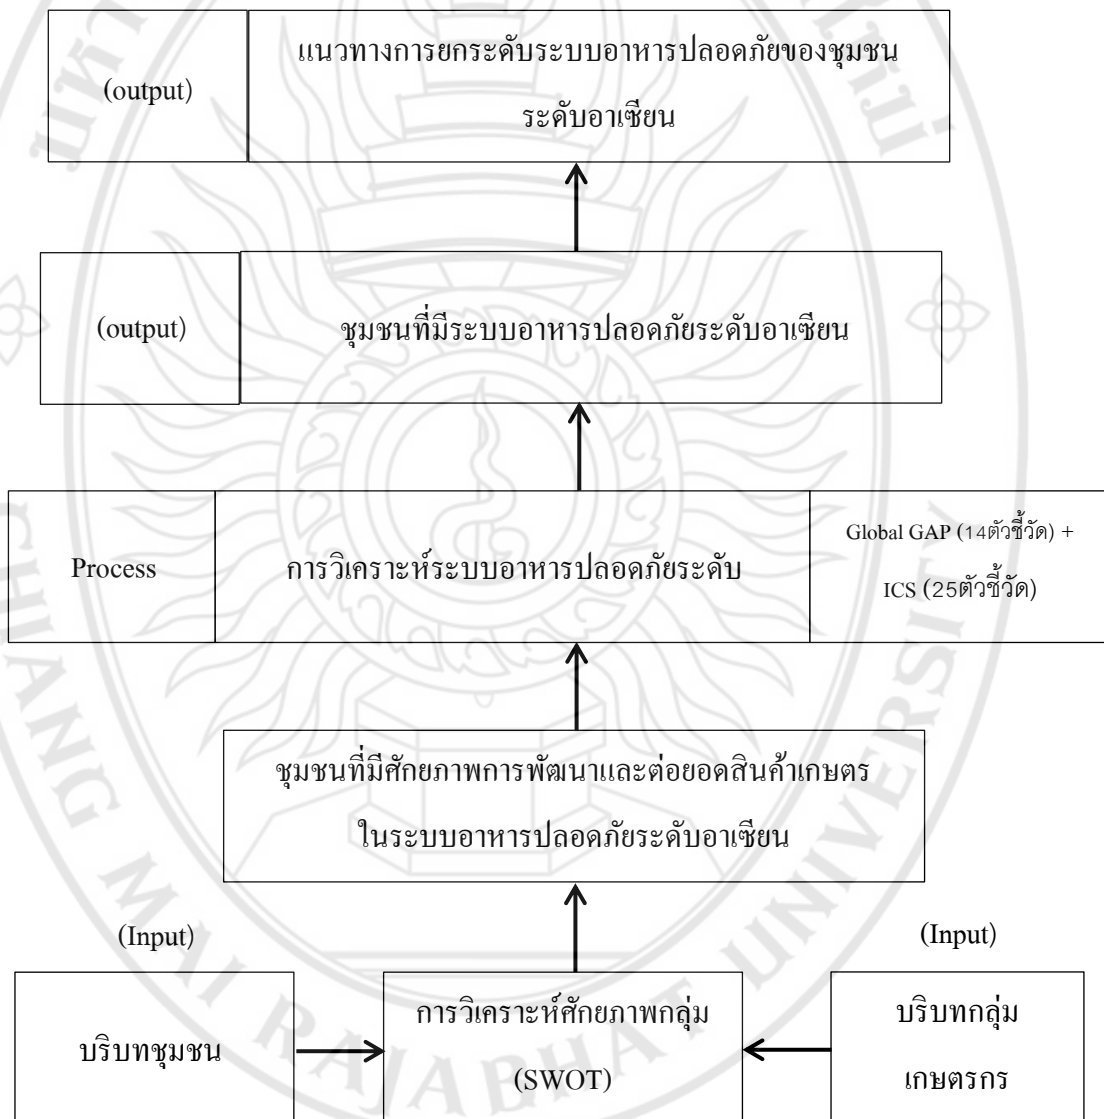 (output)
แนวทางการยกระดับระบบอาหารปลอดภัยของชุมชน
ระดับอาเซียน
(output)
ชุมชนที่มีระบบอาหารปลอดภัยระดับอาเซียน
Process
การวิเคราะห์ระบบอาหารปลอดภัยระดับ
Global GAP (14ตัวชี้วัด) +
ICS (25ตัวชี้วัด)
ชุมชนที่มีศักยภาพการพัฒนาและต่อยอดสินค้าเกษตร
ในระบบอาหารปลอดภัยระดับอาเซียน
(Input)
(Input)
บริบทชุมชน
การวิเคราะห์ศักยภาพกลุ่ม
(SWOT)
บริบทกลุ่ม
เกษตรกร
CHIANG MAI RAJABHAT UNIVERSITY